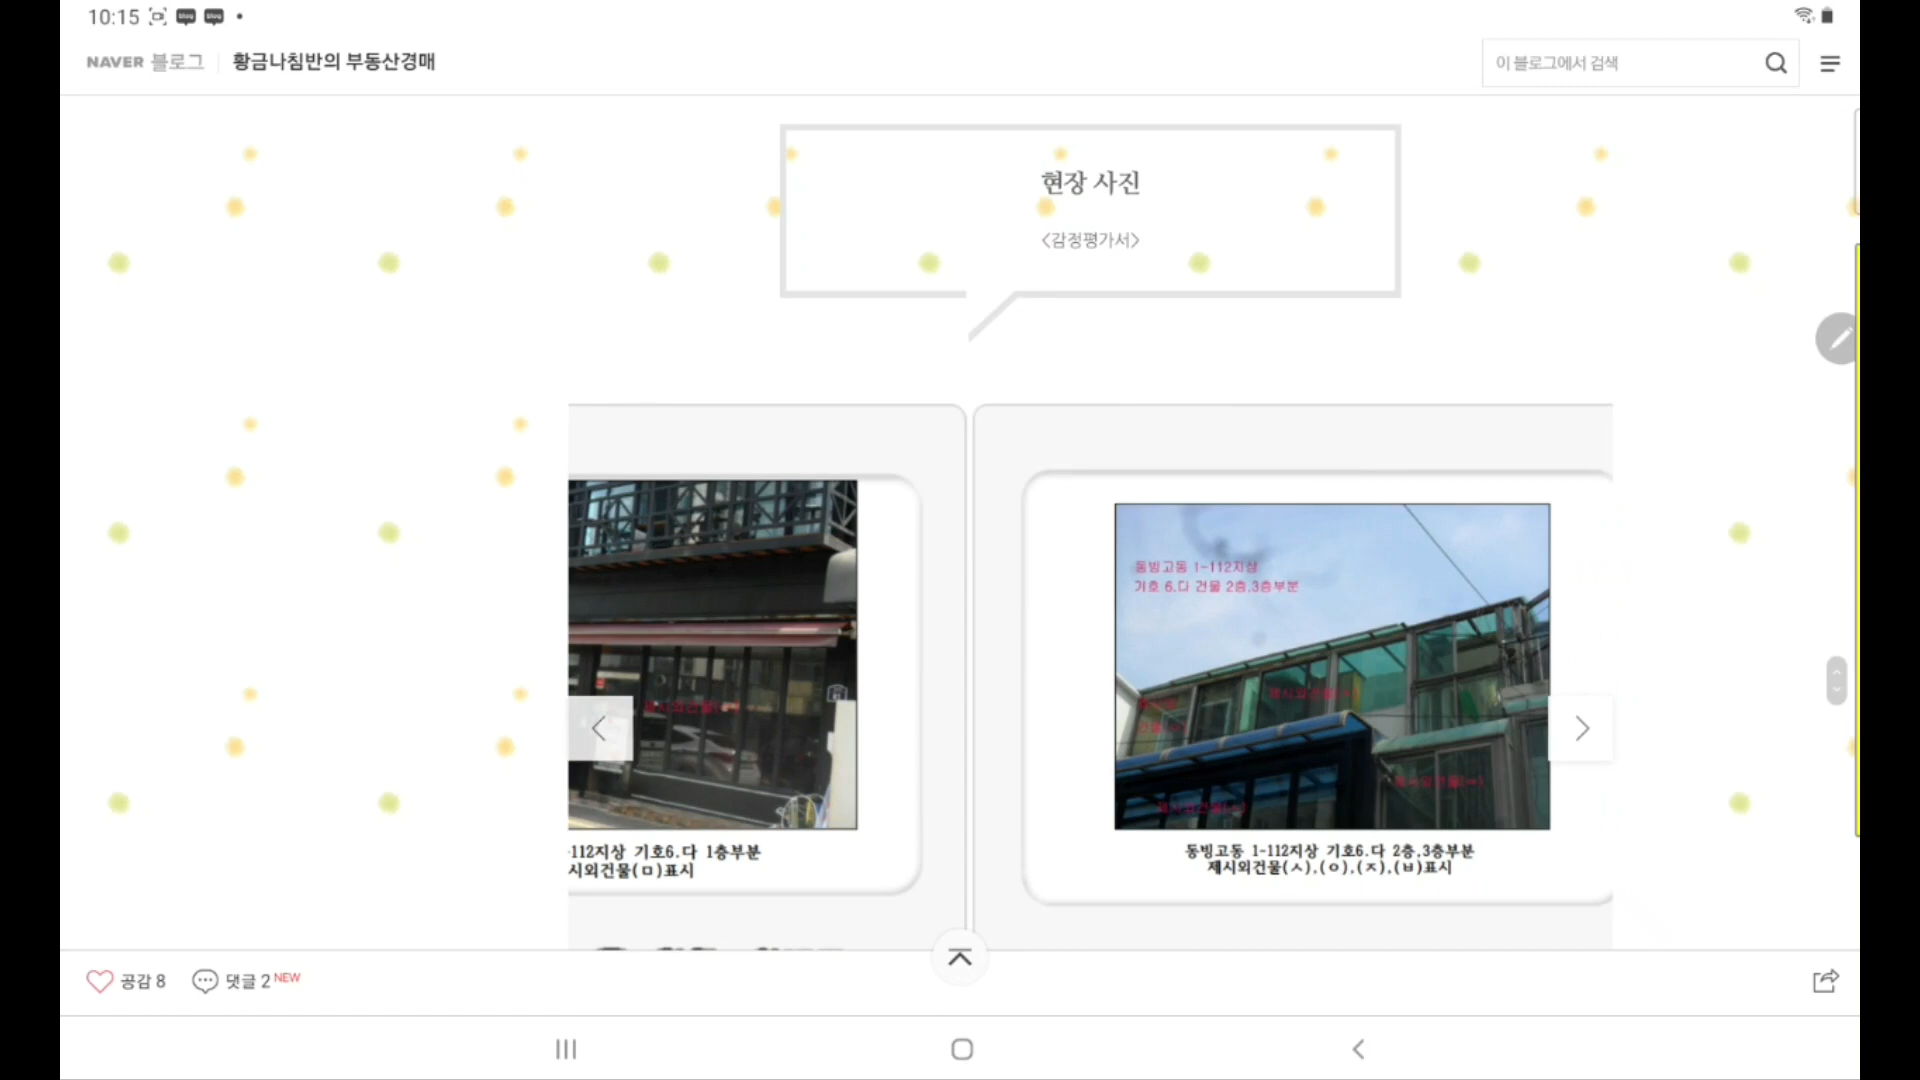 10:15
NAVER 블로그
황금나침반의 부동산경매
이 블로그에서 검색
현장 사진
<감정평가서>
동빙고동 1-112지상
기호 6.다 건물 2층,3층부분
-112지상 기호6.다 1층부분
시외건물(ㅁ)표시
동빙고동 1-112지상 기호6.다 2층,3층부분
제시외건물(ㅅ),(ㅇ),(ㅈ),(ㅂ)표시
공감 8
댓글 2 NEW